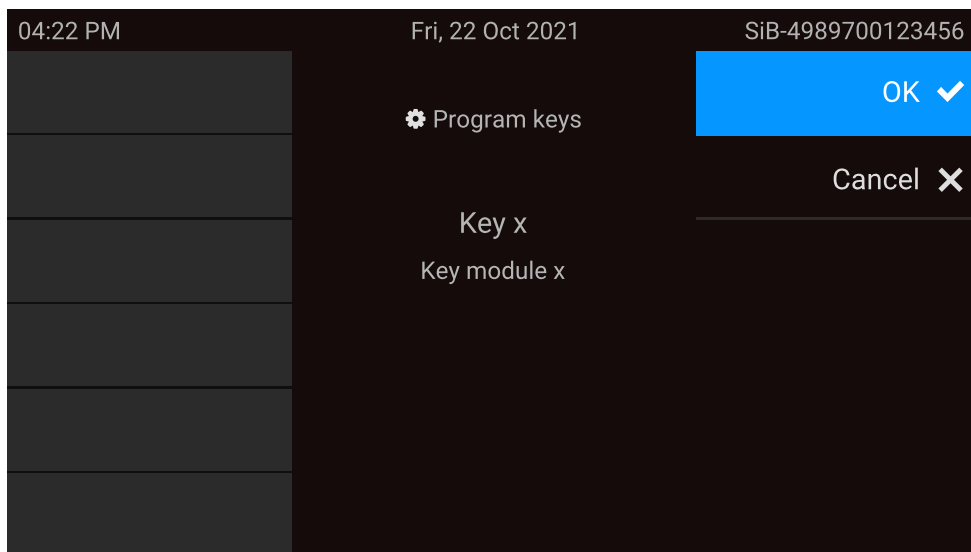 04:22 PM Fri, 22 Oct 2021 SiB-4989700123456
OK
Program keys
Cancel
Key x
Key module x